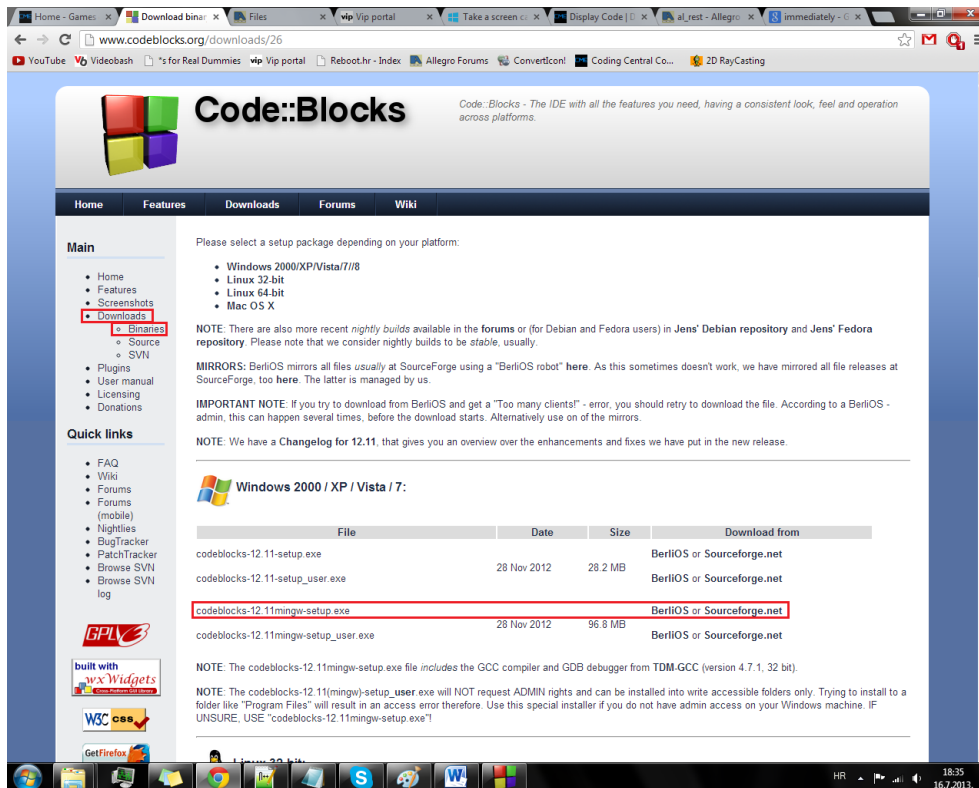 Home - Games
Download binar
Files
vip Vip portal
Take a screen ca
Display Code | D
al_rest - Allegro
immediately - G
www.codeblocks.org/downloads/26
YouTube
Videobash
*s for Real Dummies
vip Vip portal
Reboot.hr - Index
Allegro Forums
ConvertIcon!
Coding Central Co...
2D RayCasting
Code::Blocks
Code::Blocks - The IDE with all the features you need, having a consistent look, feel and operation
across platforms.
Home Features Downloads Forums Wiki
Main
Home
Features
Screenshots
Downloads
Binaries
Source
SVN
Plugins
User manual
Licensing
Donations
Quick links
FAQ
Wiki
Forums
Forums
(mobile)
Nightlies
BugTracker
PatchTracker
Browse SVN
Browse SVN
log
GPLv3
built with
wxWidgets
Cross-Platform GUI Library
W3C css
Get Firefox
Please select a setup package depending on your platform:
Windows 2000/XP/Vista/7//8
Linux 32-bit
Linux 64-bit
Mac OS X
NOTE: There are also more recent nightly builds available in the forums or (for Debian and Fedora users) in Jens' Debian repository and Jens' Fedora
repository. Please note that we consider nightly builds to be stable, usually.
MIRRORS: BerliOS mirrors all files usually at SourceForge using a "BerliOS robot" here. As this sometimes doesn't work, we have mirrored all file releases at
SourceForge, too here. The latter is managed by us.
IMPORTANT NOTE: If you try to download from BerliOS and get a "Too many clients!" - error, you should retry to download the file. According to a BerliOS -
admin, this can happen several times, before the download starts. Alternatively use on of the mirrors.
NOTE: We have a Changelog for 12.11, that gives you an overview over the enhancements and fixes we have put in the new release.
Windows 2000 / XP / Vista / 7:
File Date Size Download from
codeblocks-12.11-setup.exe BerliOS or Sourceforge.net
28 Nov 2012 28.2 MB
codeblocks-12.11-setup_user.exe BerliOS or Sourceforge.net
codeblocks-12.11mingw-setup.exe BerliOS or Sourceforge.net
28 Nov 2012 96.8 MB
codeblocks-12.11mingw-setup_user.exe BerliOS or Sourceforge.net
NOTE: The codeblocks-12.11mingw-setup.exe file includes the GCC compiler and GDB debugger from TDM-GCC (version 4.7.1, 32 bit).
NOTE: The codeblocks-12.11(mingw)-setup_user.exe will NOT request ADMIN rights and can be installed into write accessible folders only. Trying to install to a
folder like "Program Files" will result in an access error therefore. Use this special installer if you do not have admin access on your Windows machine. IF
UNSURE, USE "codeblocks-12.11mingw-setup.exe"!
Linux 32-bit:
HR
18:35
16.7.2013